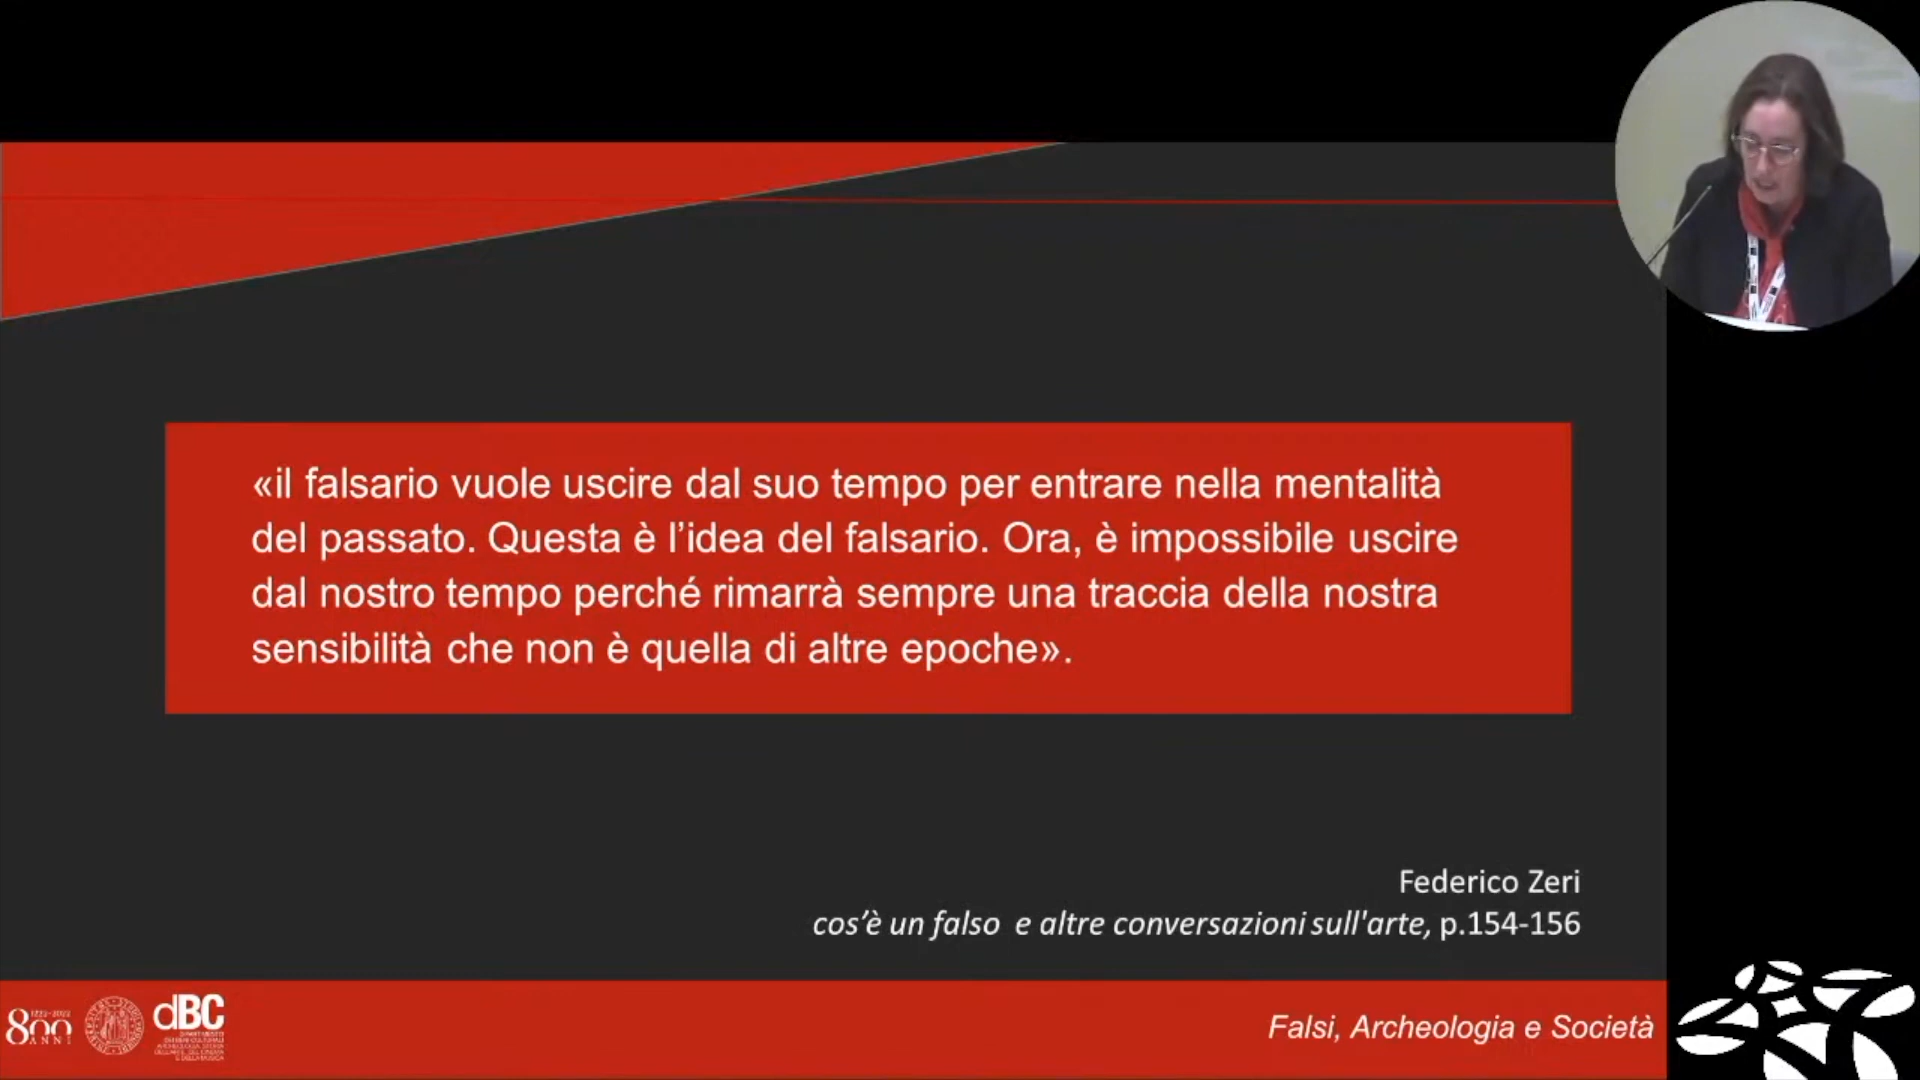 «il falsario vuole uscire dal suo tempo per entrare nella mentalità
del passato. Questa è l’idea del falsario. Ora, è impossibile uscire
dal nostro tempo perché rimarrà sempre una traccia della nostra
sensibilità che non è quella di altre epoche».
Federico Zeri
cos’è un falso e altre conversazioni sull'arte, p.154-156
1222-2022
800
ANNI
dBC
Falsi, Archeologia e Società